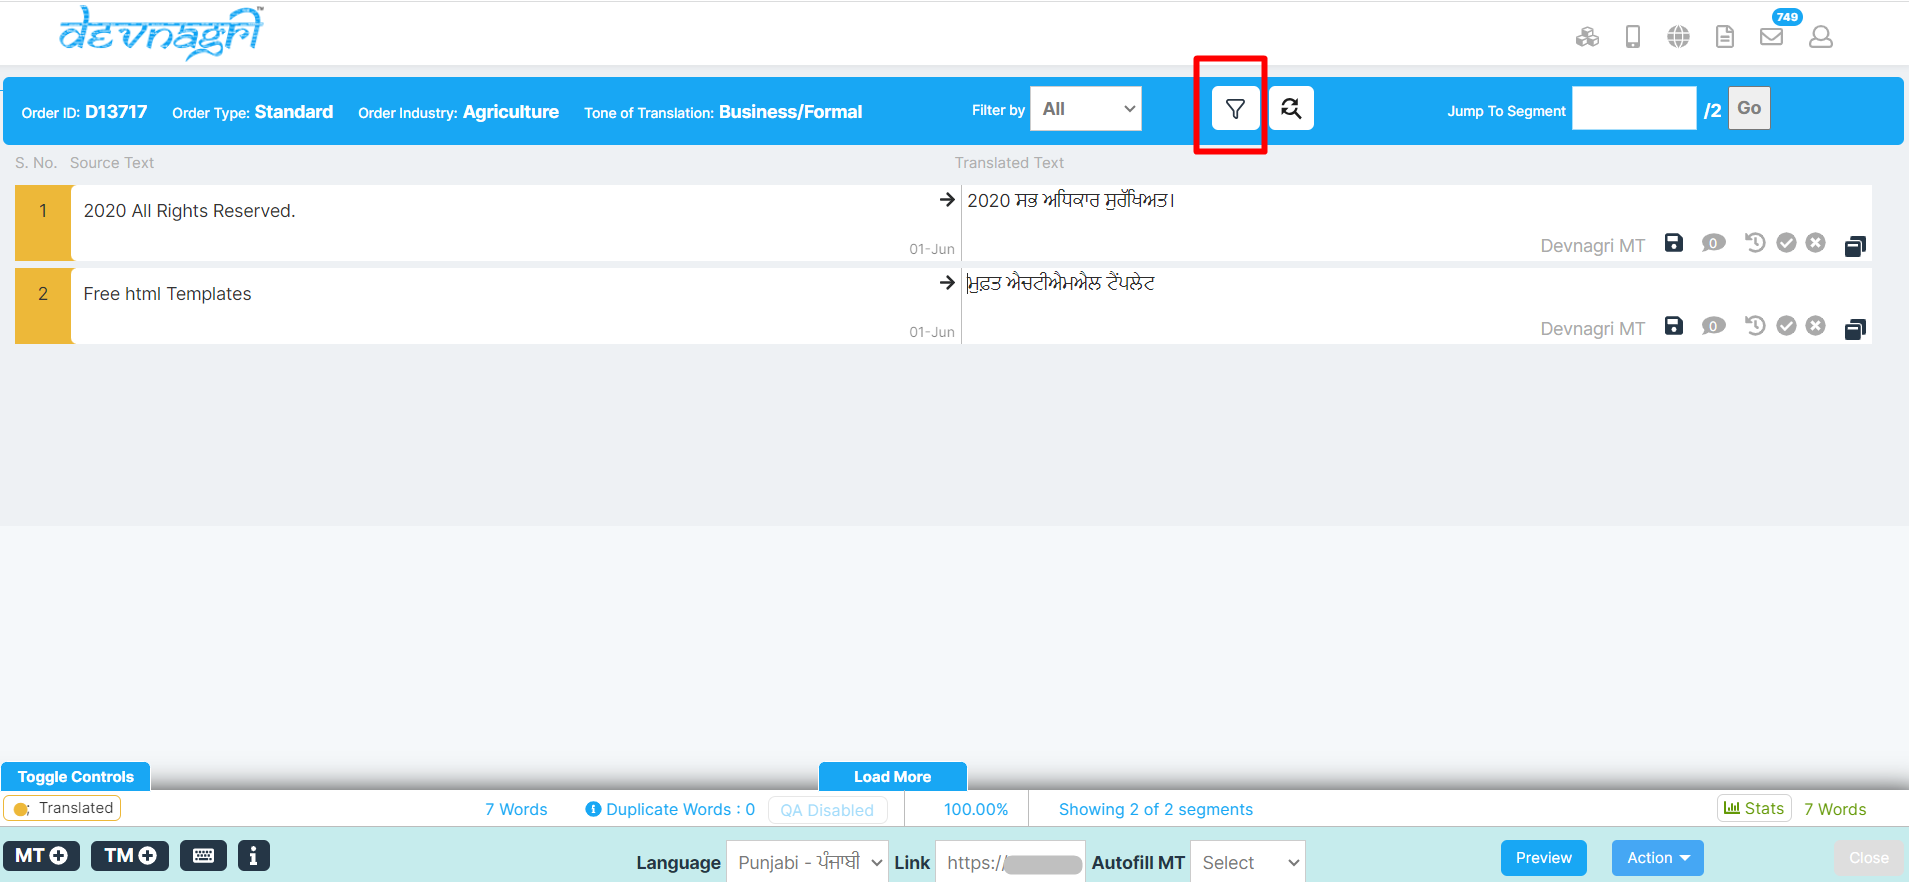 devnagri™
749
Order ID: D13717 Order Type: Standard Order Industry: Agriculture Tone of Translation: Business/Formal Filter by All Jump To Segment /2 Go
S. No. Source Text Translated Text
1 2020 All Rights Reserved. 2020 ਸਭ ਅਧਿਕਾਰ ਸੁਰੱਖਿਅਤ।
01-Jun Devnagri MT 0
2 Free html Templates ਮੁਫ਼ਤ ਐਚਟੀਐਮਐਲ ਟੈਂਪਲੇਟ
01-Jun Devnagri MT 0
Toggle Controls Load More
Translated 7 Words Duplicate Words : 0 QA Disabled 100.00% Showing 2 of 2 segments Stats 7 Words
MT TM Language Punjabi - ਪੰਜਾਬੀ Link https:// Autofill MT Select Preview Action Close